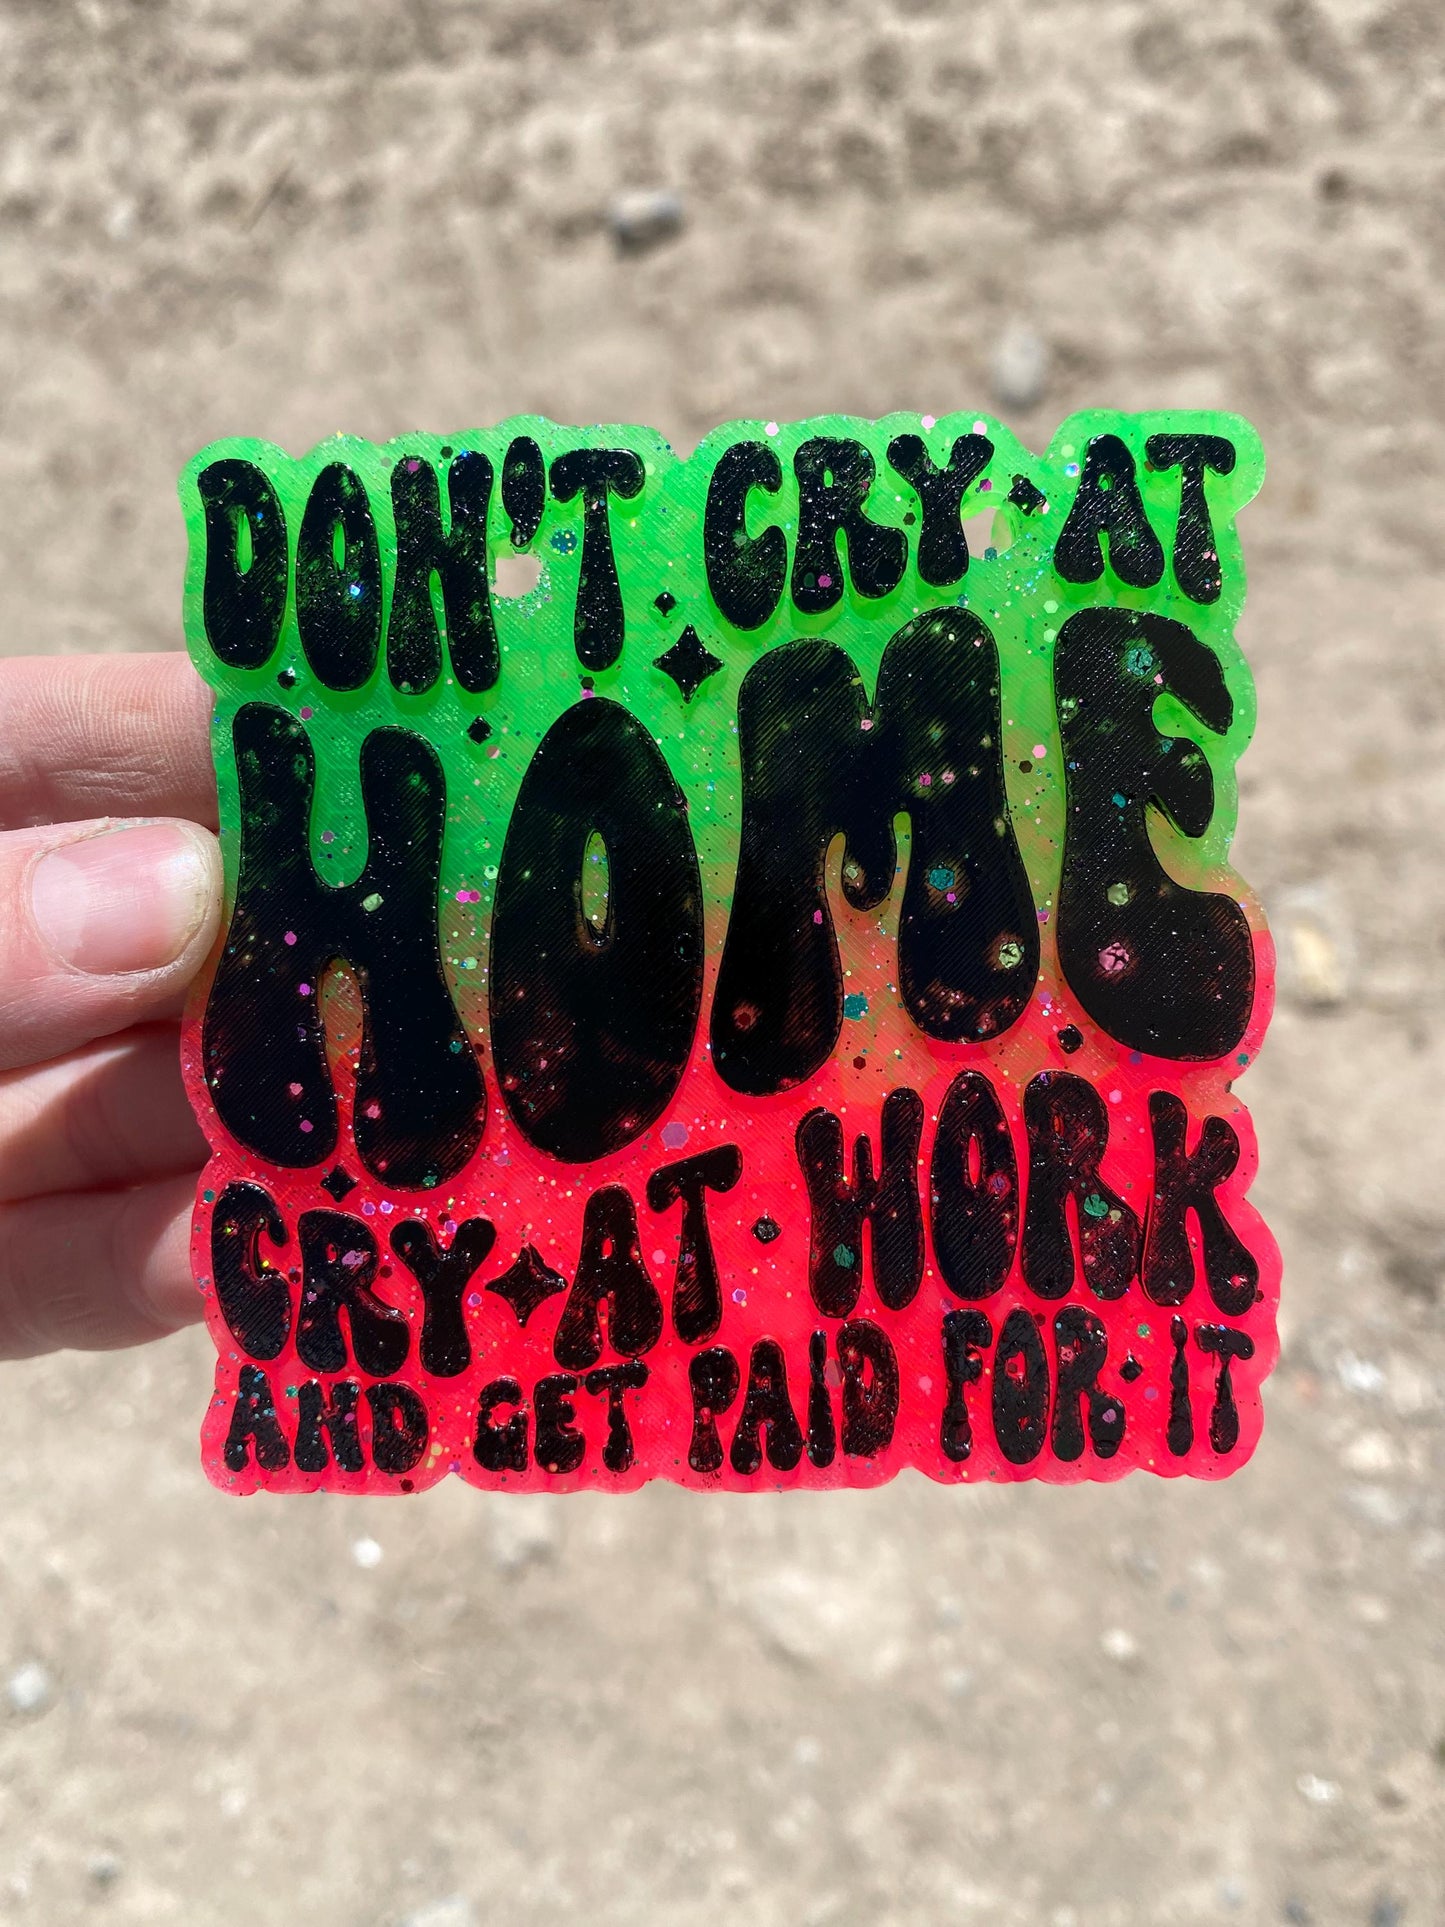 DON'T CRY AT
HOME
CRY AT WORK
AND GET PAID FOR IT